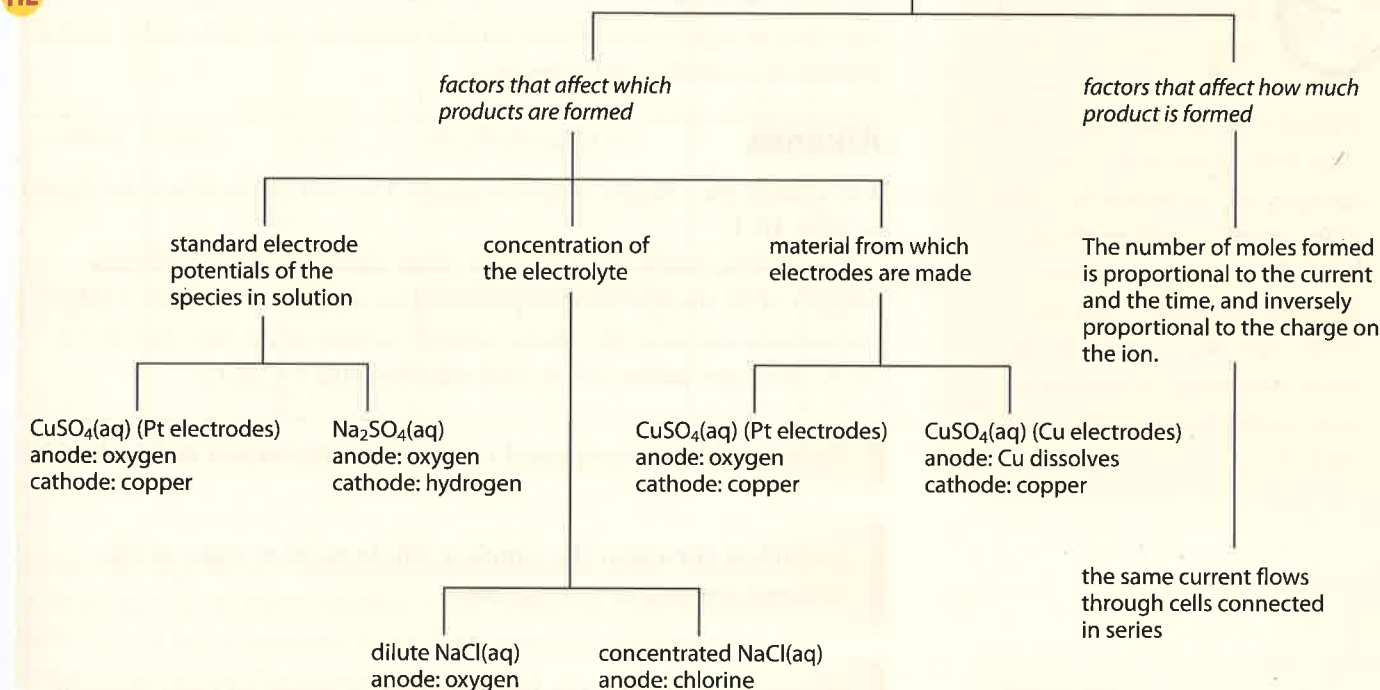 HL
factors that affect which
products are formed
factors that affect how much
product is formed
standard electrode
potentials of the
species in solution
concentration of
the electrolyte
material from which
electrodes are made
The number of moles formed
is proportional to the current
and the time, and inversely
proportional to the charge on
the ion.
CuSO₄(aq) (Pt electrodes)
anode: oxygen
cathode: copper
Na₂SO₄(aq)
anode: oxygen
cathode: hydrogen
CuSO₄(aq) (Pt electrodes)
anode: oxygen
cathode: copper
CuSO₄(aq) (Cu electrodes)
anode: Cu dissolves
cathode: copper
the same current flows
through cells connected
in series
dilute NaCl(aq)
anode: oxygen
concentrated NaCl(aq)
anode: chlorine